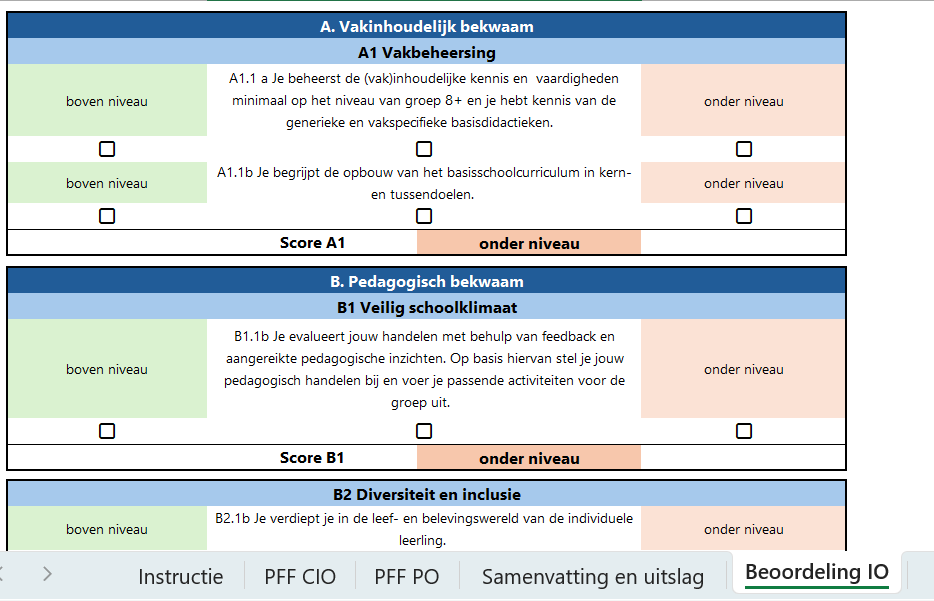 A. Vakinhoudelijk bekwaam
A1 Vakbeheersing
boven niveau
A1.1 a Je beheerst de (vak)inhoudelijke kennis en vaardigheden
minimaal op het niveau van groep 8+ en je hebt kennis van de
generieke en vakspecifieke basisdidactieken.
onder niveau
boven niveau
A1.1b Je begrijpt de opbouw van het basisschoolcurriculum in kern-
en tussendoelen.
onder niveau
Score A1
onder niveau
B. Pedagogisch bekwaam
B1 Veilig schoolklimaat
boven niveau
B1.1b Je evalueert jouw handelen met behulp van feedback en
aangereikte pedagogische inzichten. Op basis hiervan stel je jouw
pedagogisch handelen bij en voer je passende activiteiten voor de
groep uit.
onder niveau
Score B1
onder niveau
B2 Diversiteit en inclusie
boven niveau
B2.1b Je verdiept je in de leef- en belevingswereld van de individuele
leerling.
onder niveau
Instructie
PFF CIO
PFF PO
Samenvatting en uitslag
Beoordeling IO